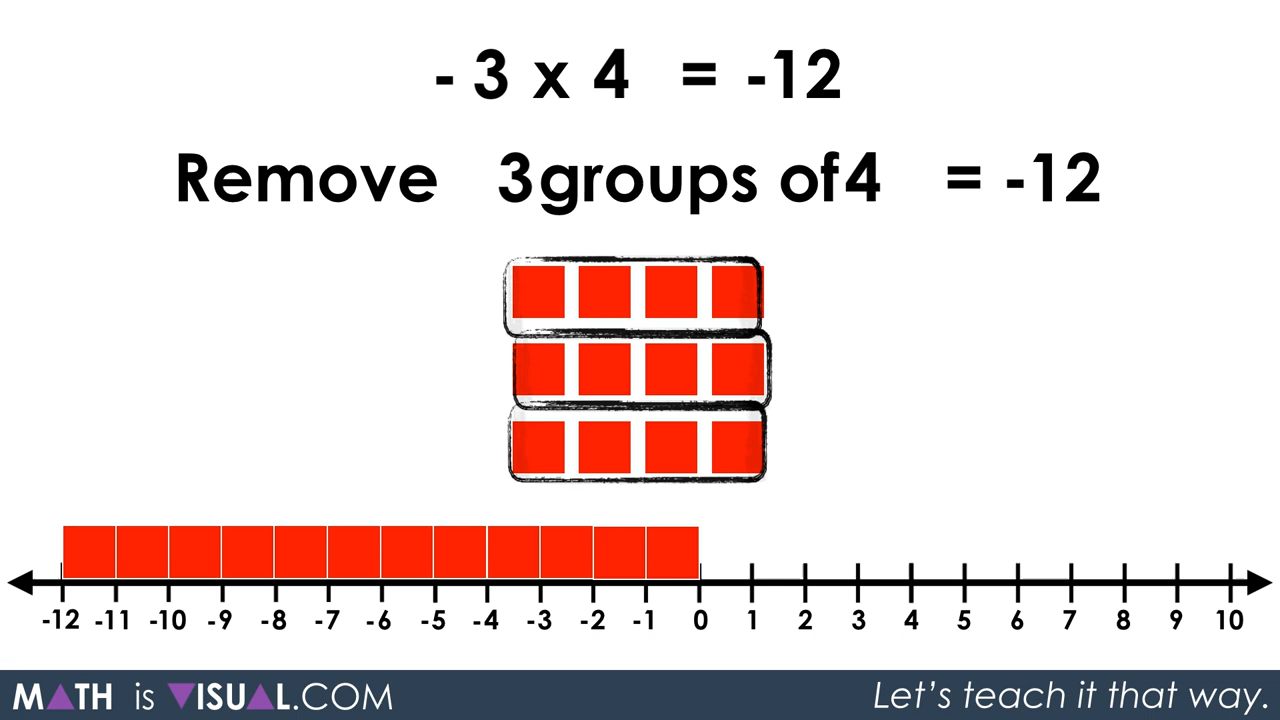 - 3 x 4 = -12
Remove 3groups of4 = -12
-12 -11 -10 -9 -8 -7 -6 -5 -4 -3 -2 -1 0 1 2 3 4 5 6 7 8 9 10
MATH is VISUAL.COM
Let's teach it that way.